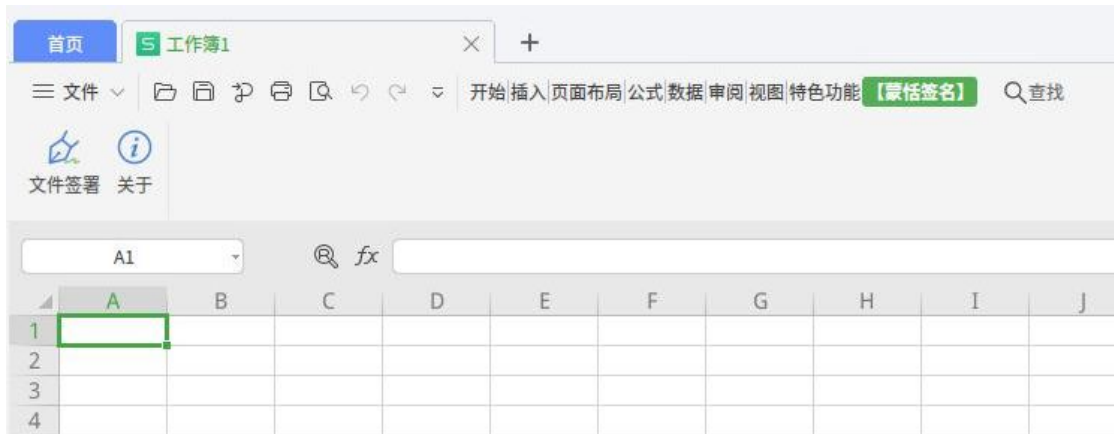 首页 S 工作簿1
文件 开始 插入 页面布局 公式 数据 审阅 视图 特色功能 【蒙恬签名】 查找
文件签署 关于
A1 fx
A B C D E F G H I J
1
2
3
4